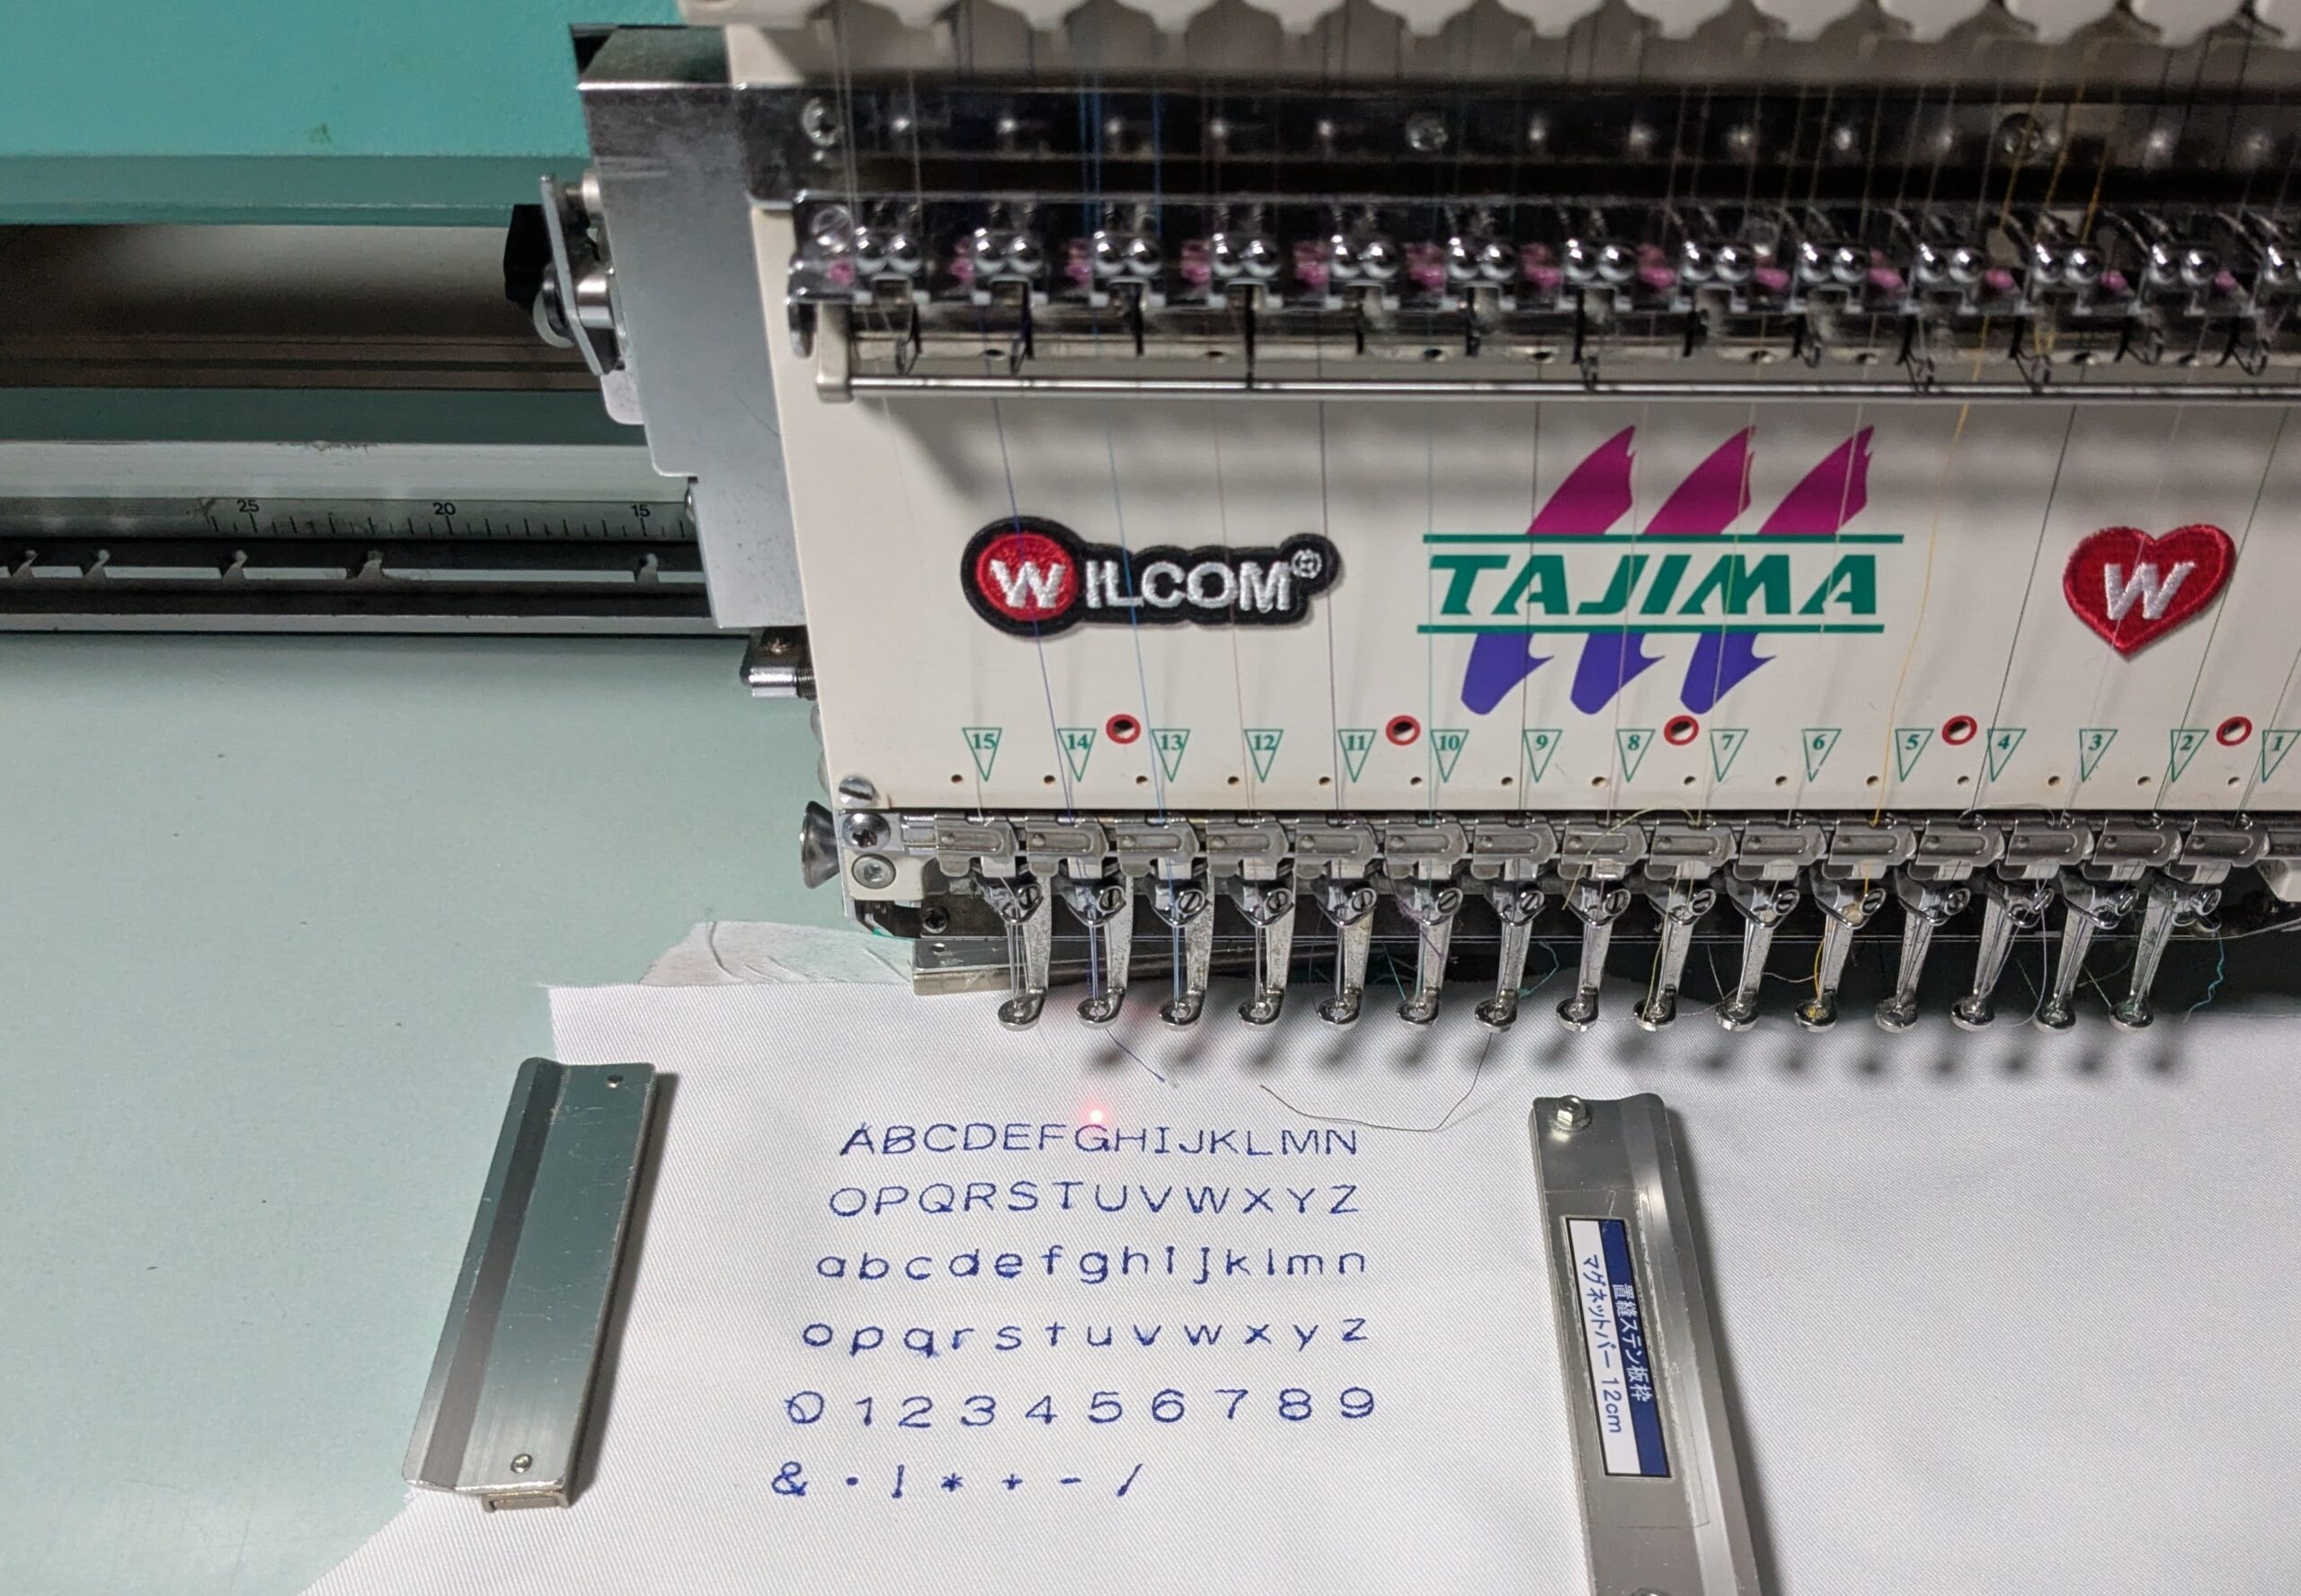 25 20 15
WILCOM®
TAJIMA
W
15 14 13 12 11 10 9 8 7 6 5 4 3 2 1
ABCDEFGHIJKLMN
OPQRSTUVWXYZ
abcdefghijklmn
opqrstuvwxyz
0123456789
& · ! * + - /
置縫ステン板枠
マグネットバー 12cm